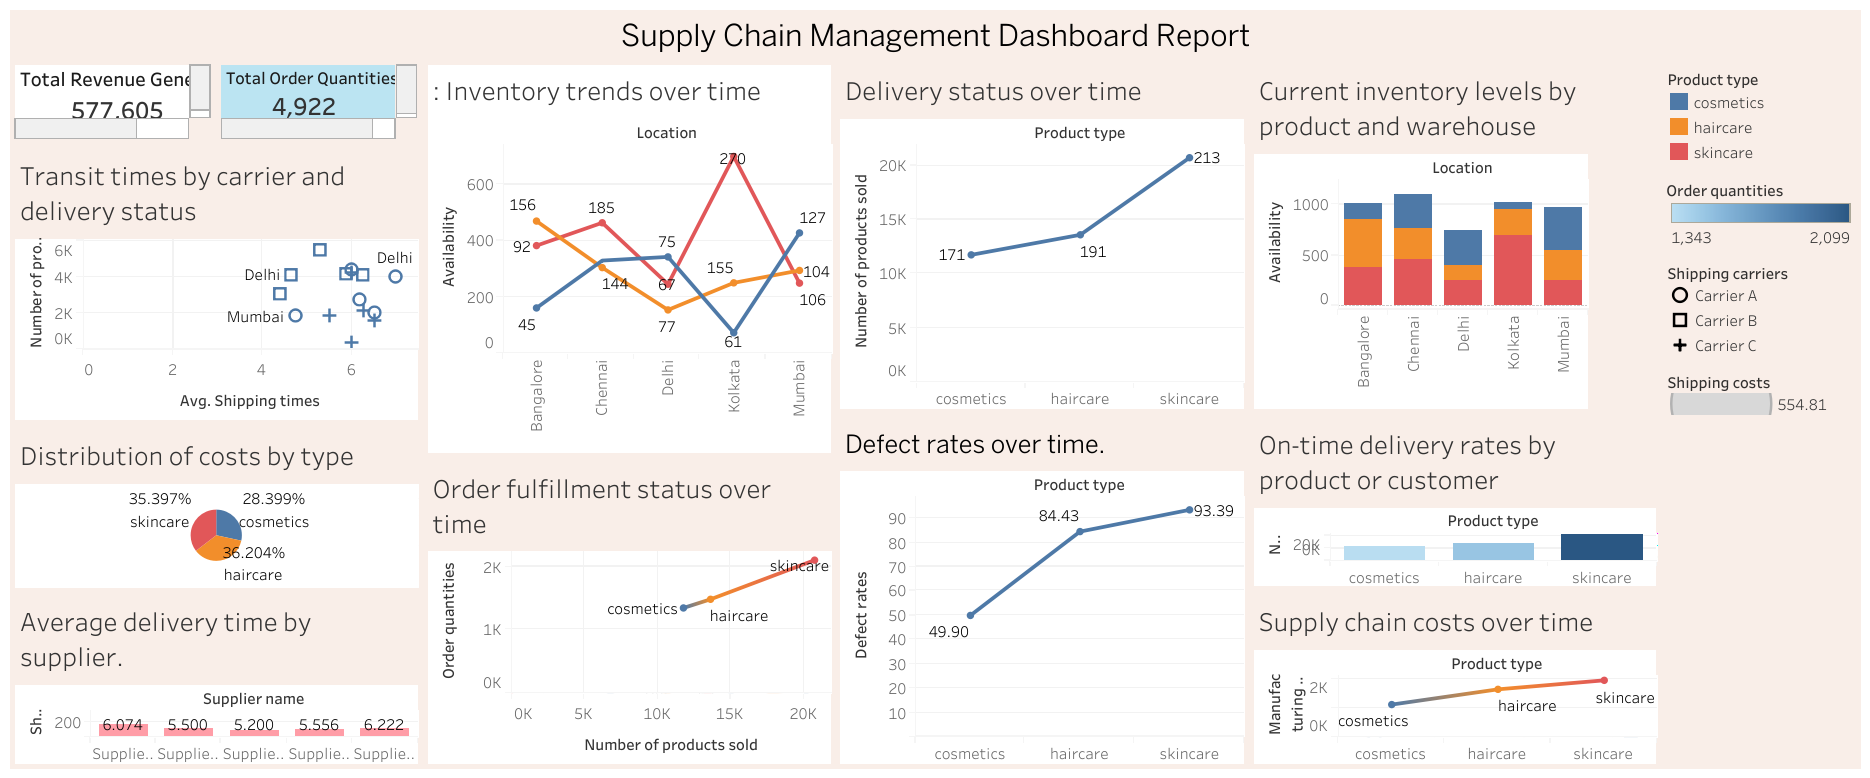 Supply Chain Management Dashboard Report
Total Revenue Gene
577,605
Total Order Quantities
4,922
Transit times by carrier and
delivery status
Number of pro..
6K
4K
2K
0K
Delhi
Delhi
Mumbai
0 2 4 6
Avg. Shipping times
Distribution of costs by type
35.397%
skincare
28.399%
cosmetics
36.204%
haircare
Average delivery time by
supplier.
Supplier name
Sh..
200
6.074 5.500 5.200 5.556 6.222
Supplie.. Supplie.. Supplie.. Supplie.. Supplie..
: Inventory trends over time
Location
Availability
600
400
200
0
156
92
45
185
144
75
67
77
270
155
61
127
104
106
Bangalore
Chennai
Delhi
Kolkata
Mumbai
Order fulfillment status over
time
Order quantities
2K
1K
0K
cosmetics
haircare
skincare
0K 5K 10K 15K 20K
Number of products sold
Delivery status over time
Product type
Number of products sold
20K
15K
10K
5K
0K
171
191
213
cosmetics haircare skincare
Defect rates over time.
Product type
Defect rates
90
80
70
60
50
40
30
20
10
49.90
84.43
93.39
cosmetics haircare skincare
Current inventory levels by
product and warehouse
Location
Availability
1000
500
0
Bangalore
Chennai
Delhi
Kolkata
Mumbai
On-time delivery rates by
product or customer
Product type
N..
20K
0K
cosmetics haircare skincare
Supply chain costs over time
Product type
Manufac
turing..
2K
0K
cosmetics
haircare
skincare
cosmetics haircare skincare
Product type
cosmetics
haircare
skincare
Order quantities
1,343 2,099
Shipping carriers
Carrier A
Carrier B
Carrier C
Shipping costs
554.81